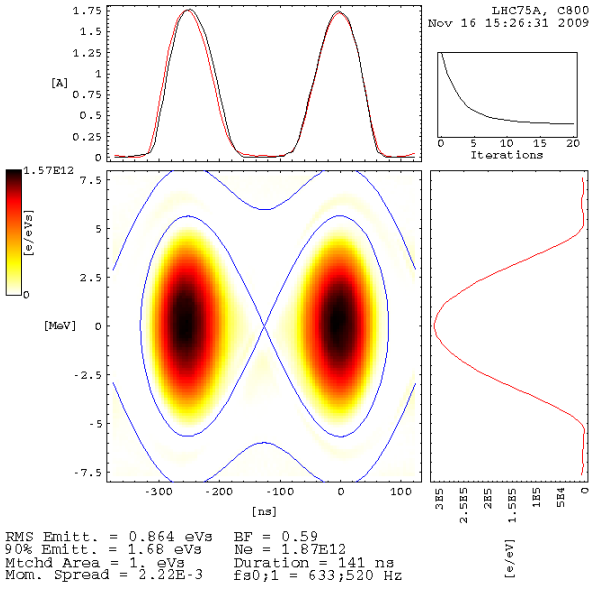 LHC75A, C800
Nov 16 15:26:31 2009
1.75
1.5
1.25
1
[A]
0.75
0.5
0.25
0
0 5 10 15 20
Iterations
1.57E12
[e/eVs]
0
7.5
5
2.5
[MeV] 0
-2.5
-5
-7.5
-300 -200 -100 0 100
[ns]
3E5 2.5E5 2E5 1.5E5 1E5 5E4 0
[e/eV]
RMS Emitt. = 0.864 eVs BF = 0.59
90% Emitt. = 1.68 eVs Ne = 1.87E12
Mtchd Area = 1. eVs Duration = 141 ns
Mom. Spread = 2.22E-3 fs0;1 = 633;520 Hz